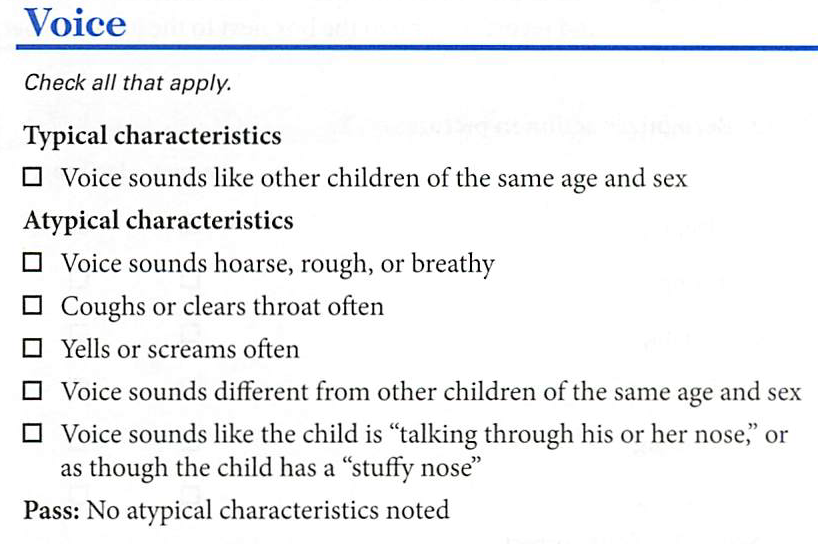 Voice
Check all that apply.
Typical characteristics
☐ Voice sounds like other children of the same age and sex
Atypical characteristics
☐ Voice sounds hoarse, rough, or breathy
☐ Coughs or clears throat often
☐ Yells or screams often
☐ Voice sounds different from other children of the same age and sex
☐ Voice sounds like the child is “talking through his or her nose,” or
as though the child has a “stuffy nose”
Pass: No atypical characteristics noted